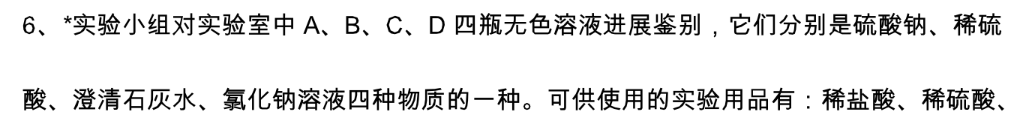 6、*实验小组对实验室中 A、B、C、D 四瓶无色溶液进展鉴别，它们分别是硫酸钠、稀硫
酸、澄清石灰水、氯化钠溶液四种物质的一种。可供使用的实验用品有：稀盐酸、稀硫酸、